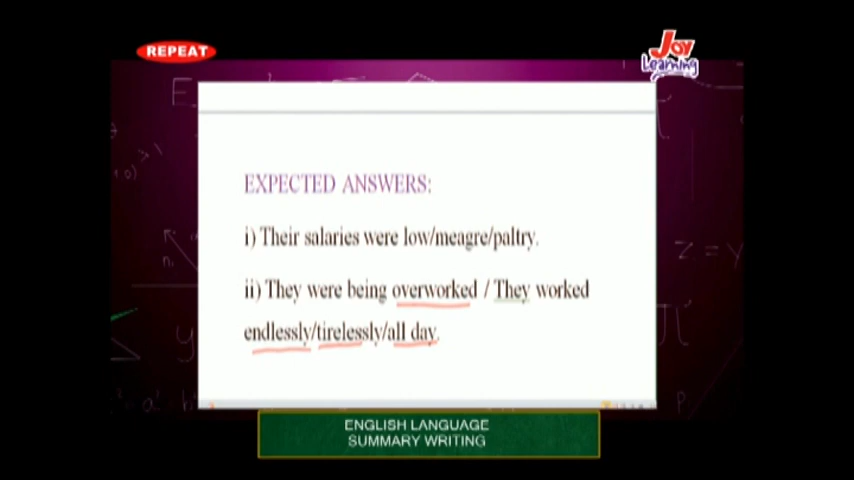 REPEAT
Joy
Learning
EXPECTED ANSWERS:
i) Their salaries were low/meagre/paltry.
ii) They were being overworked / They worked
endlessly/tirelessly/all day.
z = y
ENGLISH LANGUAGE
SUMMARY WRITING